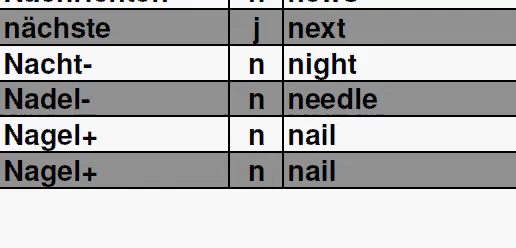 nächste j next
Nacht- n night
Nadel- n needle
Nagel+ n nail
Nagel+ n nail